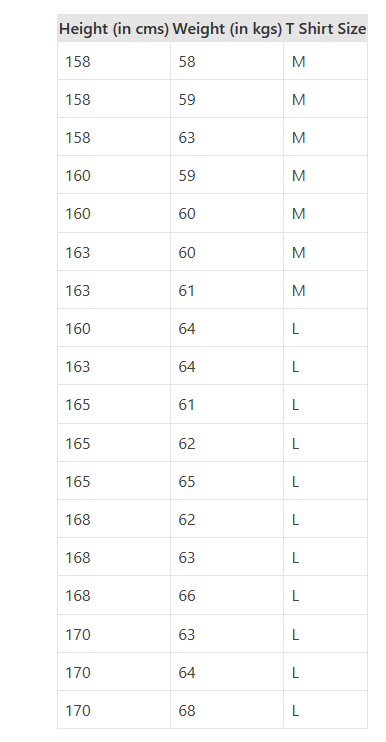 Height (in cms) Weight (in kgs) T Shirt Size
158 58 M
158 59 M
158 63 M
160 59 M
160 60 M
163 60 M
163 61 M
160 64 L
163 64 L
165 61 L
165 62 L
165 65 L
168 62 L
168 63 L
168 66 L
170 63 L
170 64 L
170 68 L